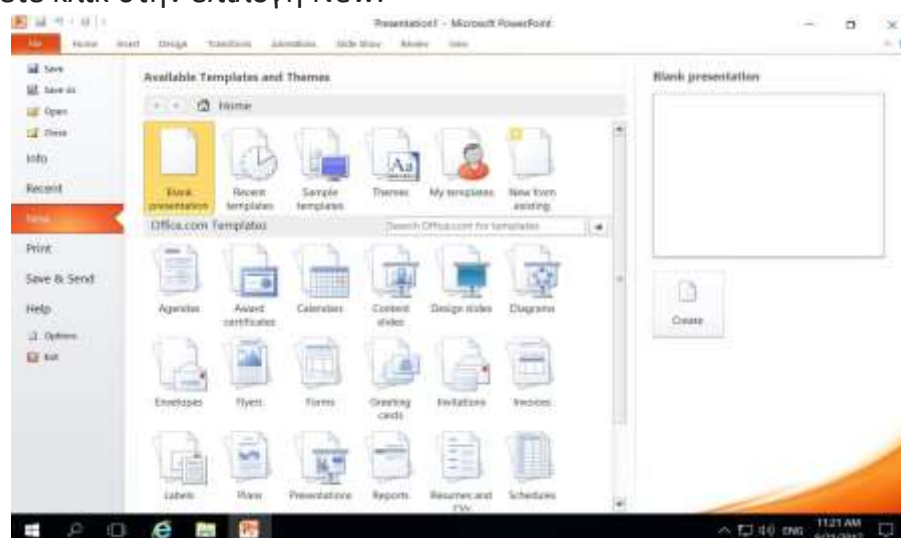 κλικ στην επιλογή New.
Presentation1 - Microsoft PowerPoint
File Home Insert Design Transitions Animations Slide Show Review View
Save
Save As
Open
Close
Info
Recent
New
Print
Save & Send
Help
Options
Exit
Available Templates and Themes
Home
Blank presentation
Recent templates
Sample templates
Themes
My templates
New from existing
Office.com Templates
Search Office.com for templates
Agendas
Award certificates
Calendars
Content slides
Design slides
Diagrams
Envelopes
Flyers
Forms
Greeting cards
Invitations
Invoices
Labels
Plans
Presentations
Reports
Resumes and CVs
Schedules
Blank presentation
Create
ENG
11:21 AM